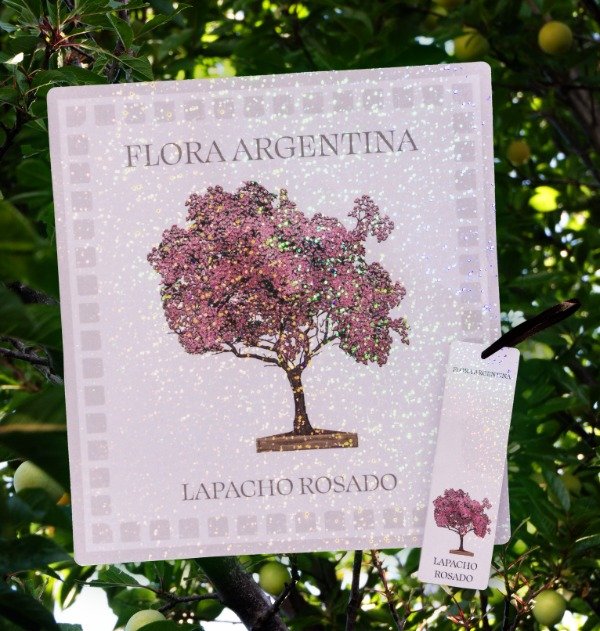 FLORA ARGENTINA
LAPACHO ROSADO
FLORA ARGENTINA
LAPACHO
ROSADO